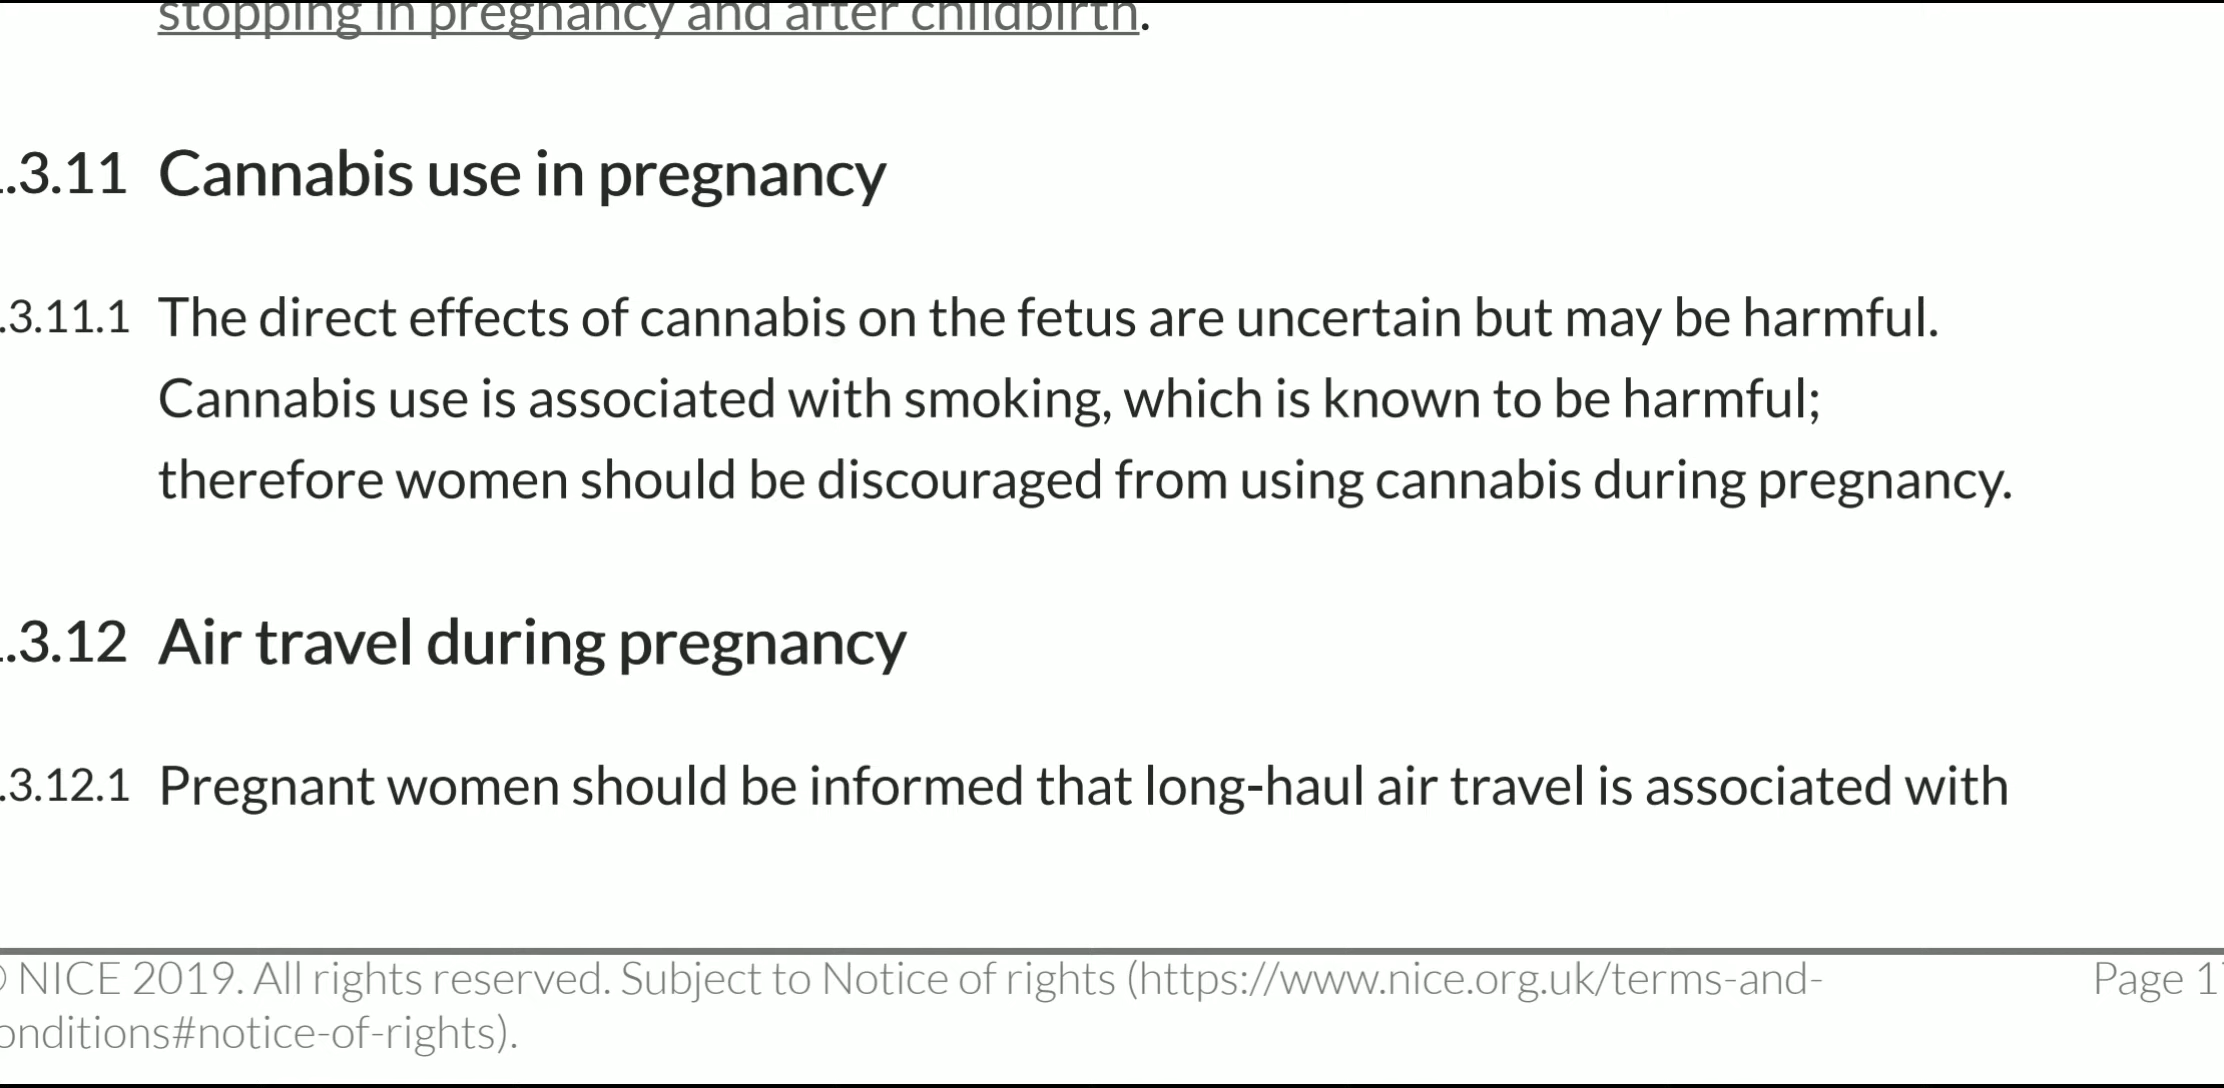 stopping in pregnancy and after childbirth.
.3.11 Cannabis use in pregnancy
.3.11.1 The direct effects of cannabis on the fetus are uncertain but may be harmful.
Cannabis use is associated with smoking, which is known to be harmful;
therefore women should be discouraged from using cannabis during pregnancy.
.3.12 Air travel during pregnancy
.3.12.1 Pregnant women should be informed that long-haul air travel is associated with
© NICE 2019. All rights reserved. Subject to Notice of rights (https://www.nice.org.uk/terms-and- Page 1
onditions#notice-of-rights).